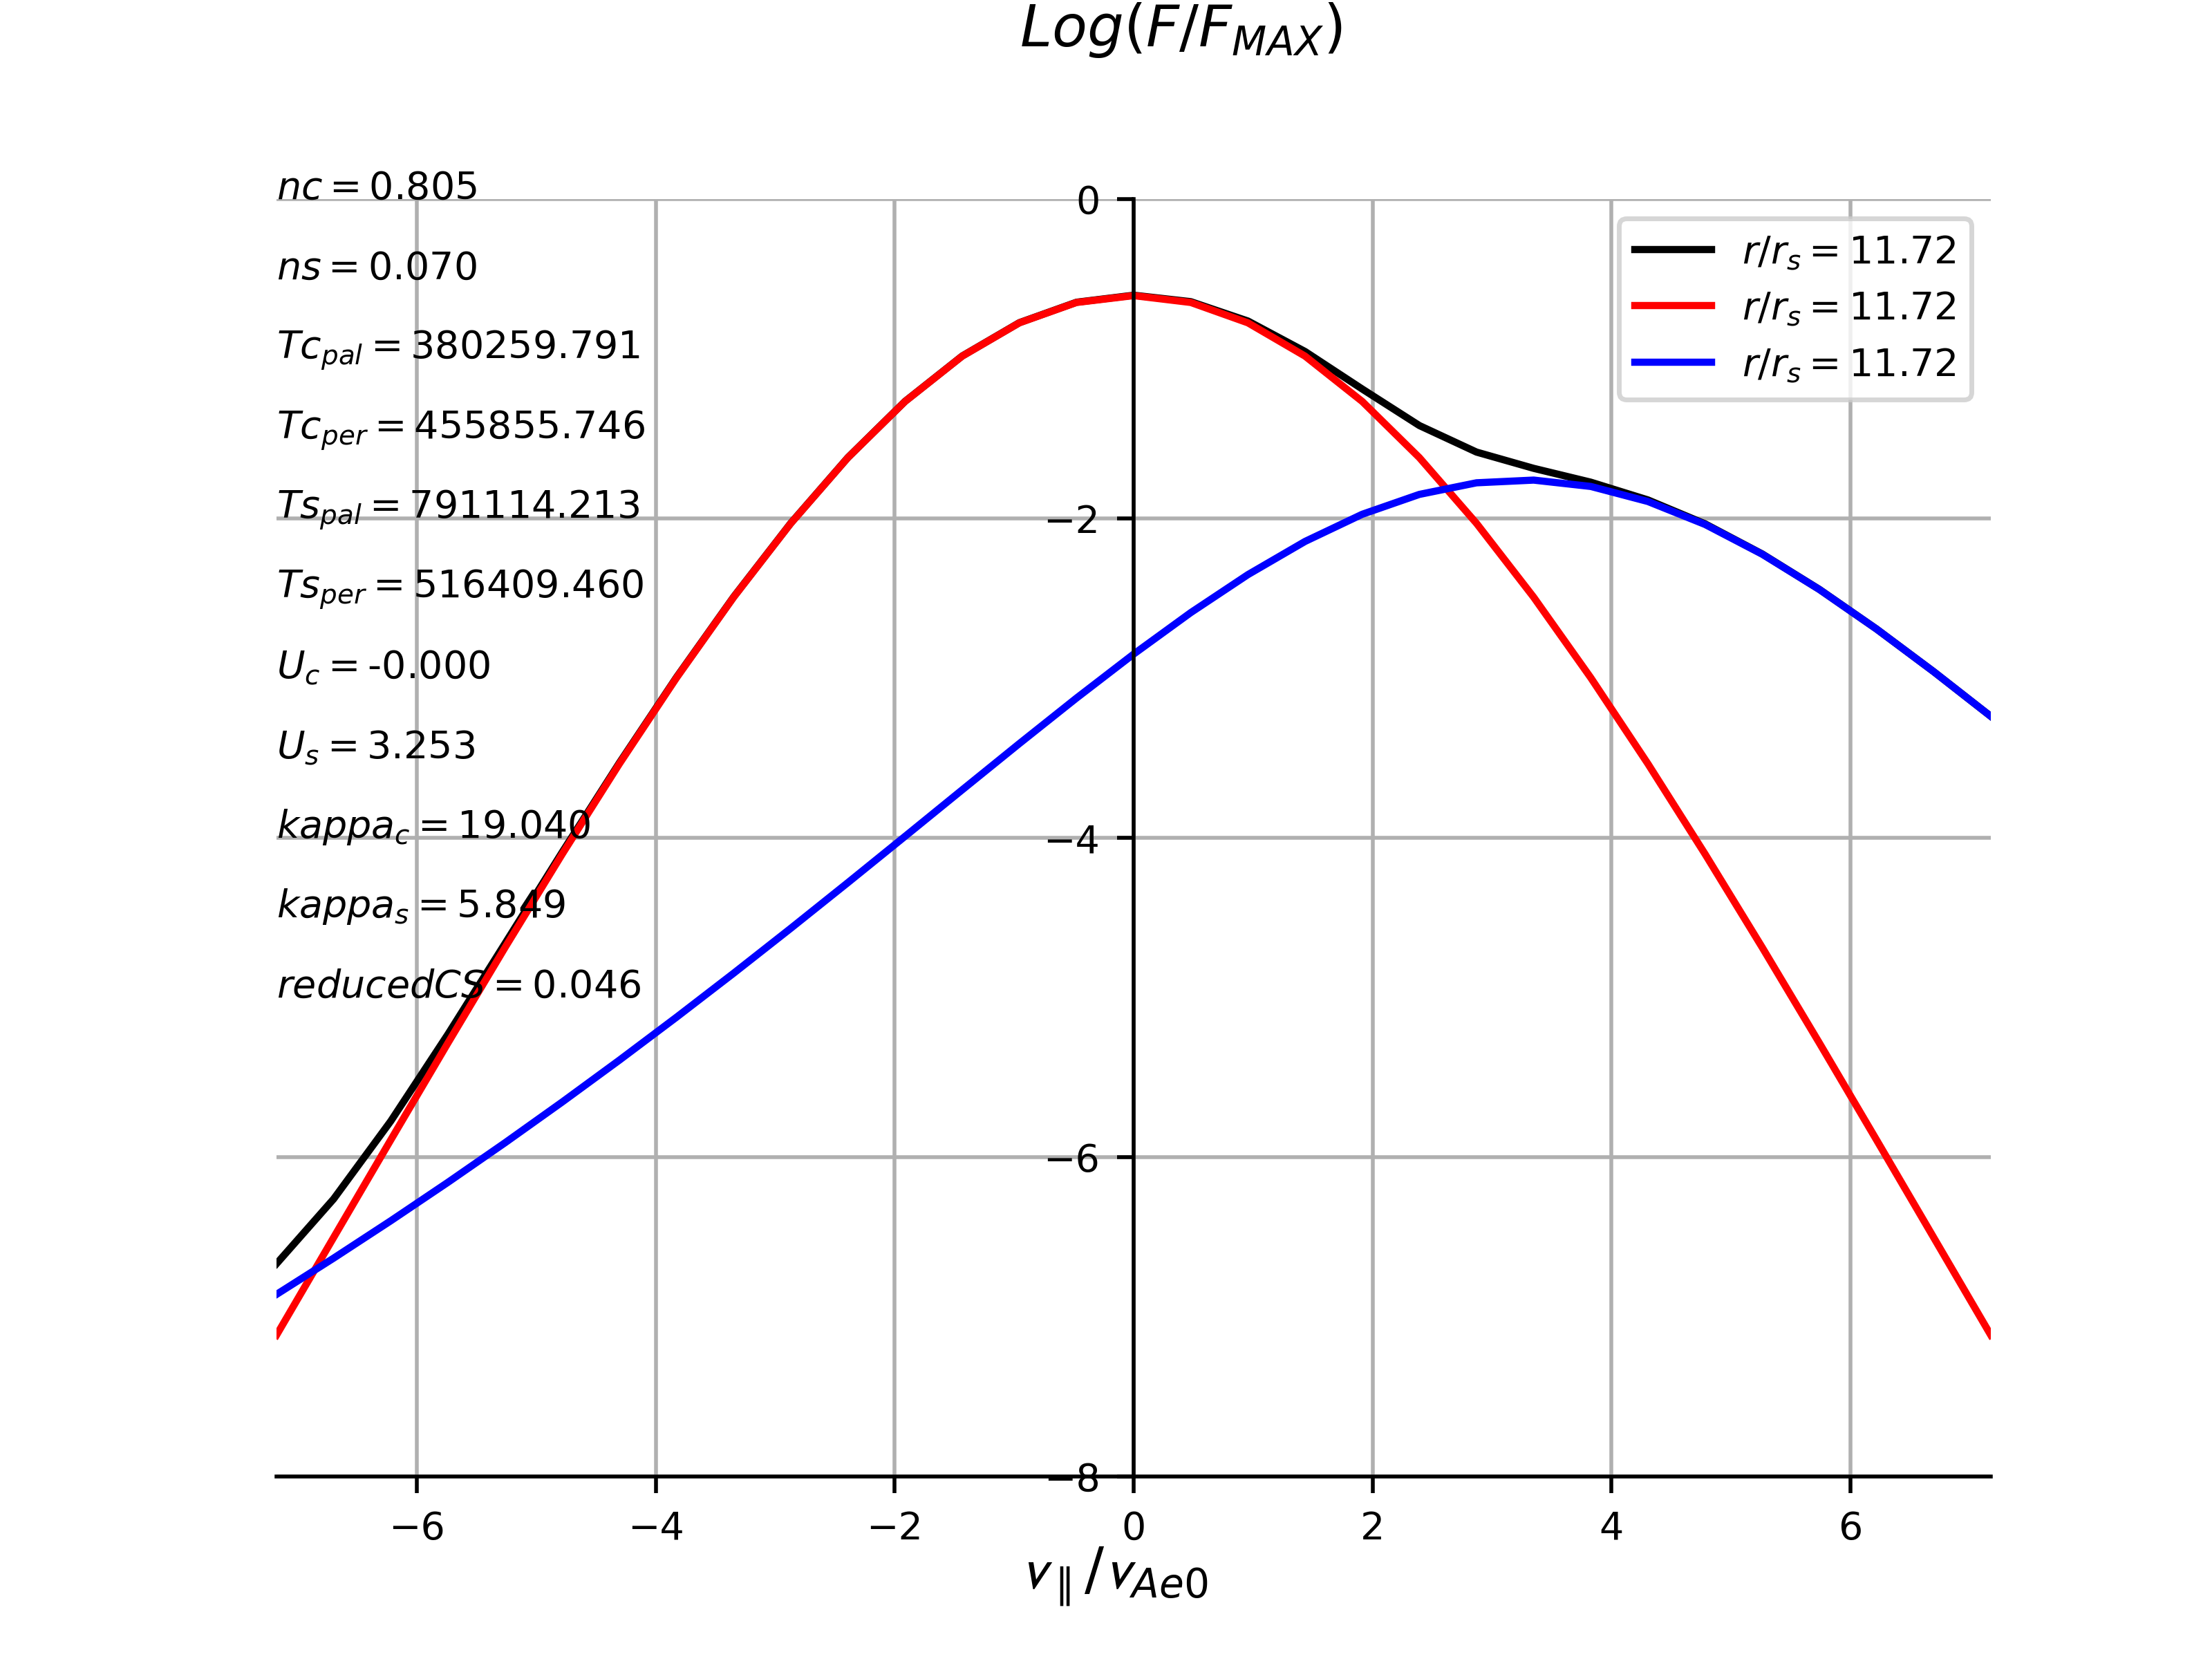 Log(F/F_MAX)
nc = 0.805
ns = 0.070
Tc_pal = 380259.791
Tc_per = 455855.746
Ts_pal = 791114.213
Ts_per = 516409.460
U_c = -0.000
U_s = 3.253
kappa_c = 19.040
kappa_s = 5.849
reducedCS = 0.046
0
−2
−4
−6
−8
r/r_s = 11.72
r/r_s = 11.72
r/r_s = 11.72
−6 −4 −2 0 2 4 6
v_∥/v_Ae0